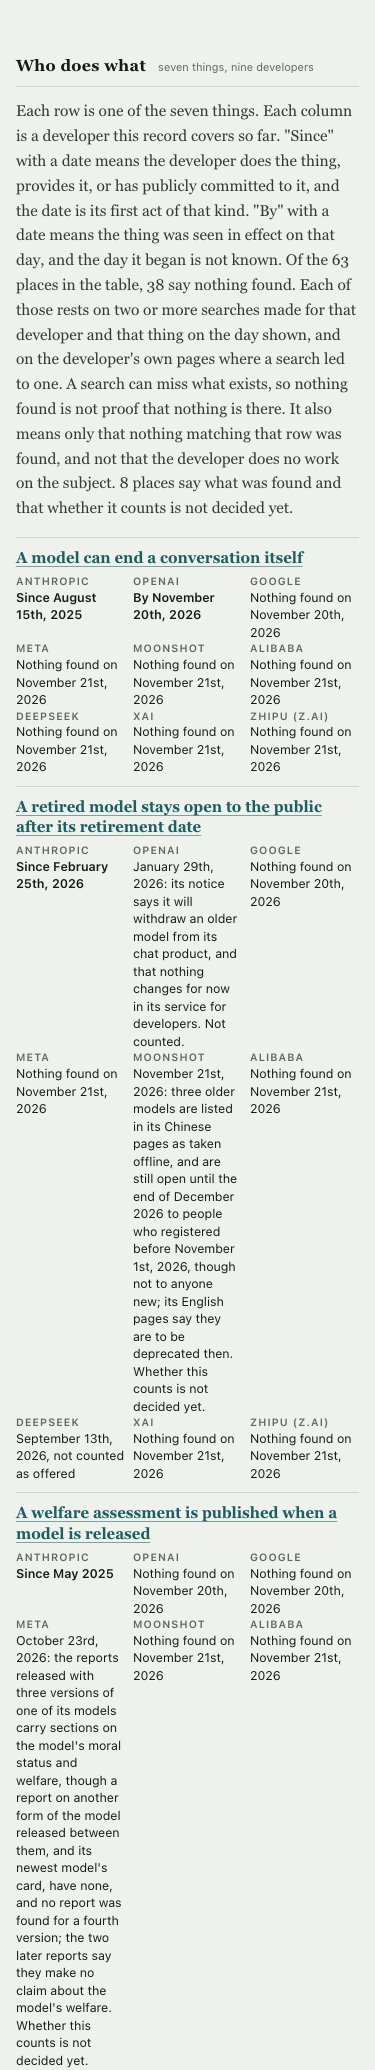 Who does what seven things, nine developers
Each row is one of the seven things. Each column
is a developer this record covers so far. "Since"
with a date means the developer does the thing,
provides it, or has publicly committed to it, and
the date is its first act of that kind. "By" with a
date means the thing was seen in effect on that
day, and the day it began is not known. Of the 63
places in the table, 38 say nothing found. Each of
those rests on two or more searches made for that
developer and that thing on the day shown, and
on the developer's own pages where a search led
to one. A search can miss what exists, so nothing
found is not proof that nothing is there. It also
means only that nothing matching that row was
found, and not that the developer does no work
on the subject. 8 places say what was found and
that whether it counts is not decided yet.
A model can end a conversation itself
ANTHROPIC
Since August
15th, 2025
OPENAI
By November
20th, 2026
GOOGLE
Nothing found on
November 20th,
2026
META
Nothing found on
November 21st,
2026
MOONSHOT
Nothing found on
November 21st,
2026
ALIBABA
Nothing found on
November 21st,
2026
DEEPSEEK
Nothing found on
November 21st,
2026
XAI
Nothing found on
November 21st,
2026
ZHIPU (Z.AI)
Nothing found on
November 21st,
2026
A retired model stays open to the public
after its retirement date
ANTHROPIC
Since February
25th, 2026
OPENAI
January 29th,
2026: its notice
says it will
withdraw an older
model from its
chat product, and
that nothing
changes for now
in its service for
developers. Not
counted.
GOOGLE
Nothing found on
November 20th,
2026
META
Nothing found on
November 21st,
2026
MOONSHOT
November 21st,
2026: three older
models are listed
in its Chinese
pages as taken
offline, and are
still open until the
end of December
2026 to people
who registered
before November
1st, 2026, though
not to anyone
new; its English
pages say they
are to be
deprecated then.
Whether this
counts is not
decided yet.
ALIBABA
Nothing found on
November 21st,
2026
DEEPSEEK
September 13th,
2026, not counted
as offered
XAI
Nothing found on
November 21st,
2026
ZHIPU (Z.AI)
Nothing found on
November 21st,
2026
A welfare assessment is published when a
model is released
ANTHROPIC
Since May 2025
OPENAI
Nothing found on
November 20th,
2026
GOOGLE
Nothing found on
November 20th,
2026
META
October 23rd,
2026: the reports
released with
three versions of
one of its models
carry sections on
the model's moral
status and
welfare, though a
report on another
form of the model
released between
them, and its
newest model's
card, have none,
and no report was
found for a fourth
version; the two
later reports say
they make no
claim about the
model's welfare.
Whether this
counts is not
decided yet.
MOONSHOT
Nothing found on
November 21st,
2026
ALIBABA
Nothing found on
November 21st,
2026